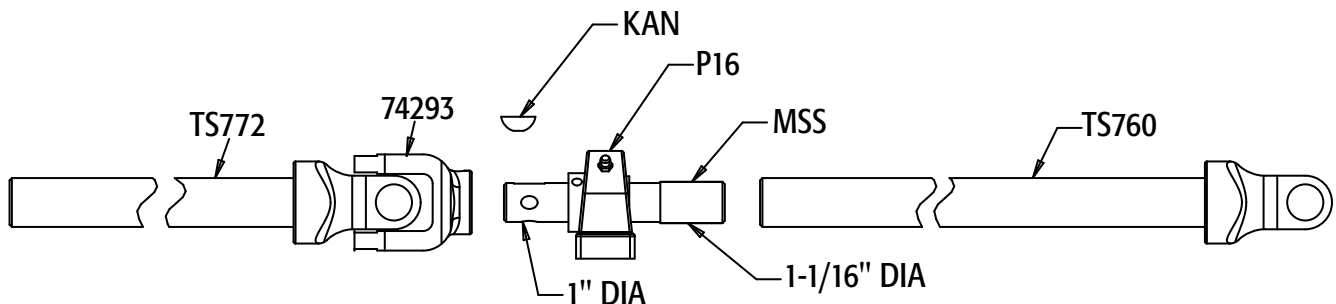 KAN
P16
74293
TS772
MSS
TS760
1-1/16" DIA
1" DIA